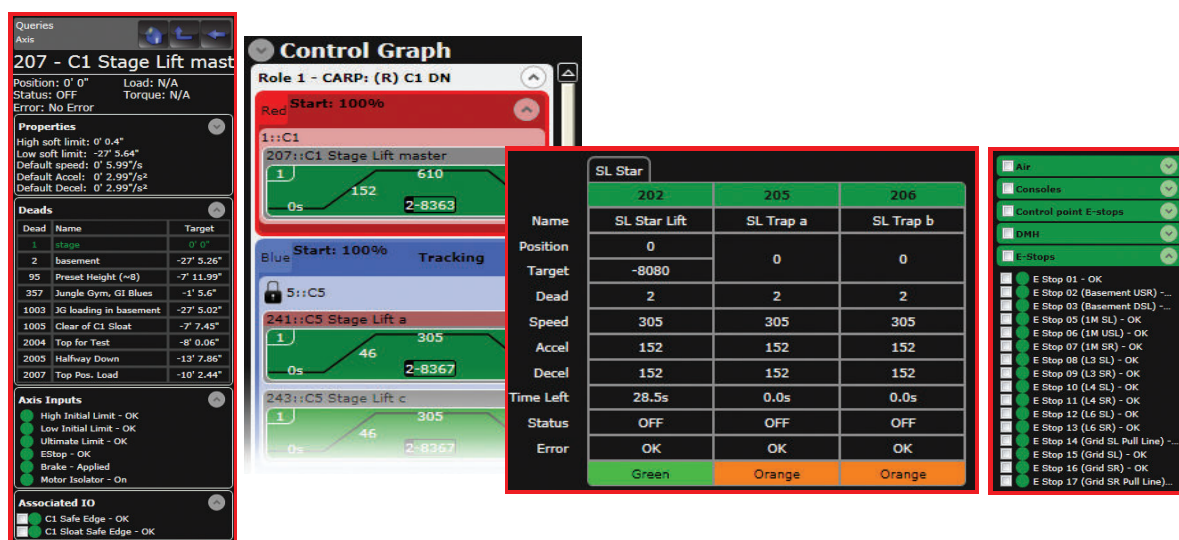 Queries
Axis
207 - C1 Stage Lift mast
Position: 0' 0" Load: N/A
Status: OFF Torque: N/A
Error: No Error
Properties
High soft limit: 0' 0.4"
Low soft limit: -27' 5.64"
Default speed: 0' 5.99"/s
Default Accel: 0' 2.99"/s²
Default Decel: 0' 2.99"/s²
Deads
Dead Name Target
1 stage 0' 0"
2 basement -27' 5.26"
95 Preset Height (~8) -7' 11.99"
357 Jungle Gym, GI Blues -1' 5.6"
1003 JG loading in basement -27' 5.02"
1005 Clear of C1 Sloat -7' 7.45"
2004 Top for Test -8' 0.06"
2005 Halfway Down -13' 7.86"
2007 Top Pos. Load -10' 2.44"
Axis Inputs
High Initial Limit - OK
Low Initial Limit - OK
Ultimate Limit - OK
EStop - OK
Brake - Applied
Motor Isolator - On
Associated IO
C1 Safe Edge - OK
C1 Sloat Safe Edge - OK
Control Graph
Role 1 - CARP: (R) C1 DN
Red Start: 100%
1::C1
207::C1 Stage Lift master
1 610
152
0s 2-8363
Blue Start: 100% Tracking
5::C5
241::C5 Stage Lift a
1 305
46
0s 2-8367
243::C5 Stage Lift c
1 305
46
0s 2-8363
SL Star
202 205 206
Name SL Star Lift SL Trap a SL Trap b
Position 0 0 0
Target -8080
Dead 2 2 2
Speed 305 305 305
Accel 152 152 152
Decel 152 152 152
Time Left 28.5s 0.0s 0.0s
Status OFF OFF OFF
Error OK OK OK
Green Orange Orange
Air
Consoles
Control point E-stops
DMH
E-Stops
E Stop 01 - OK
E Stop 02 (Basement USR) -...
E Stop 03 (Basement DSL) -...
E Stop 05 (1M SL) - OK
E Stop 06 (1M USL) - OK
E Stop 07 (1M SR) - OK
E Stop 08 (L3 SL) - OK
E Stop 09 (L3 SR) - OK
E Stop 10 (L4 SL) - OK
E Stop 11 (L4 SR) - OK
E Stop 12 (L6 SL) - OK
E Stop 13 (L6 SR) - OK
E Stop 14 (Grid SL Pull Line) -...
E Stop 15 (Grid SL) - OK
E Stop 16 (Grid SR) - OK
E Stop 17 (Grid SR Pull Line)...